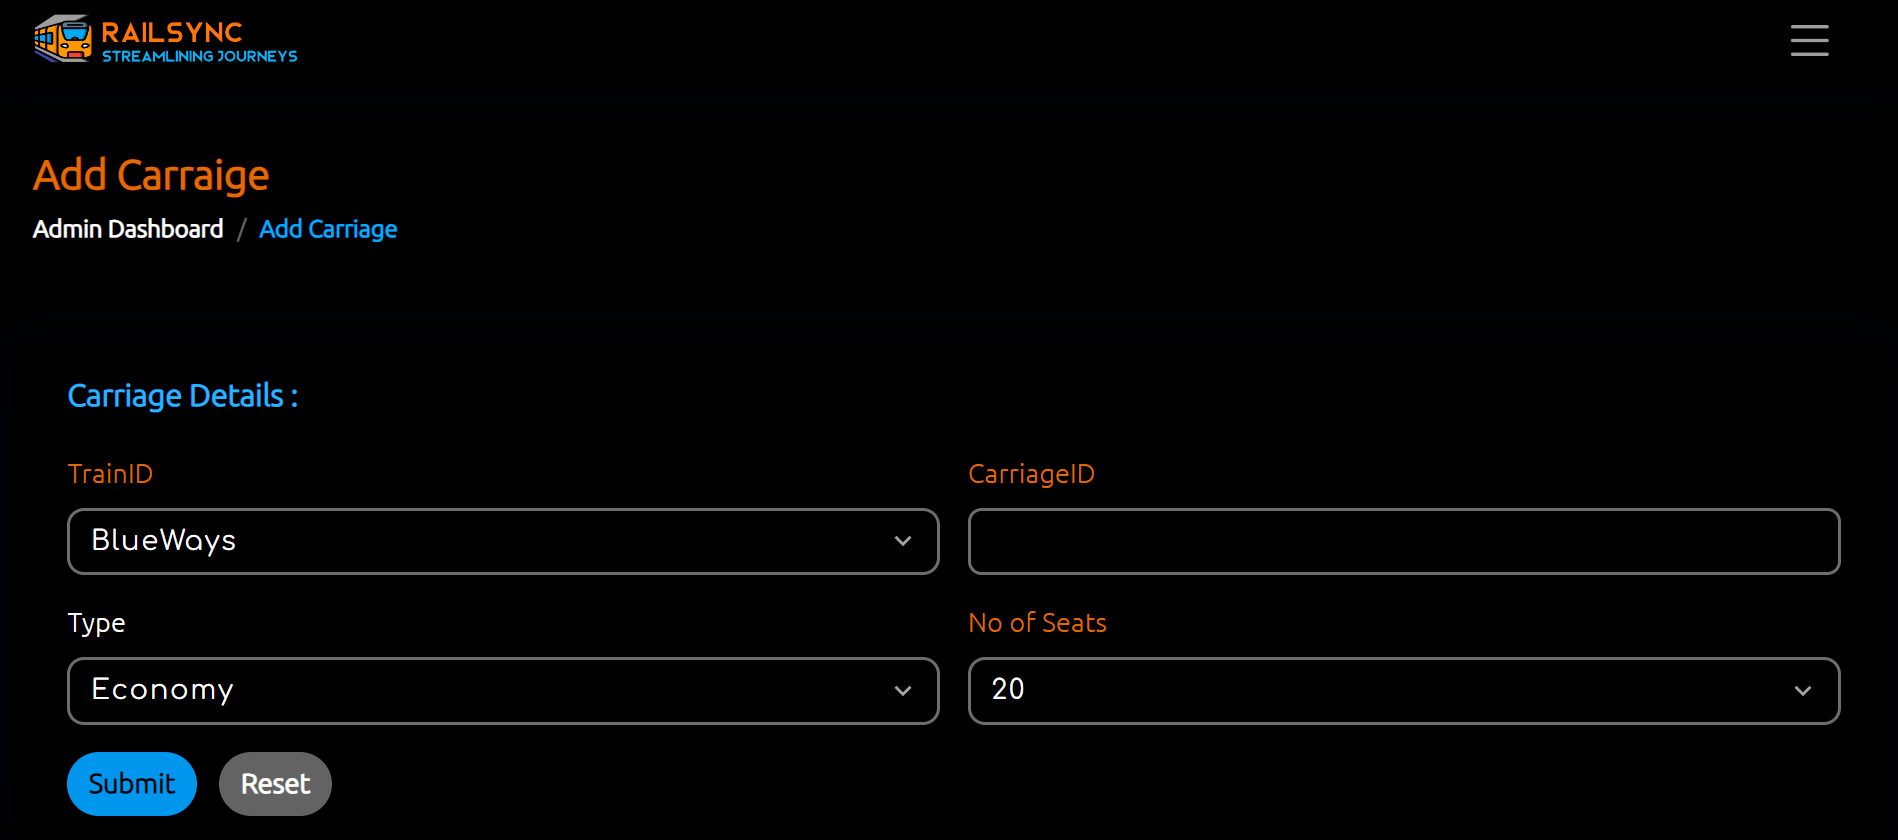 RAILSYNC
STREAMLINING JOURNEYS
Add Carraige
Admin Dashboard / Add Carriage
Carriage Details :
TrainID
CarriageID
BlueWays
Type
No of Seats
Economy
20
Submit
Reset